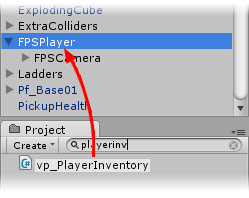 ExplodingCube
ExtraColliders
FPSPlayer
FPSCamera
Ladders
Pf_Base01
PickupHealth
Project
Create
playerinv
vp_PlayerInventory